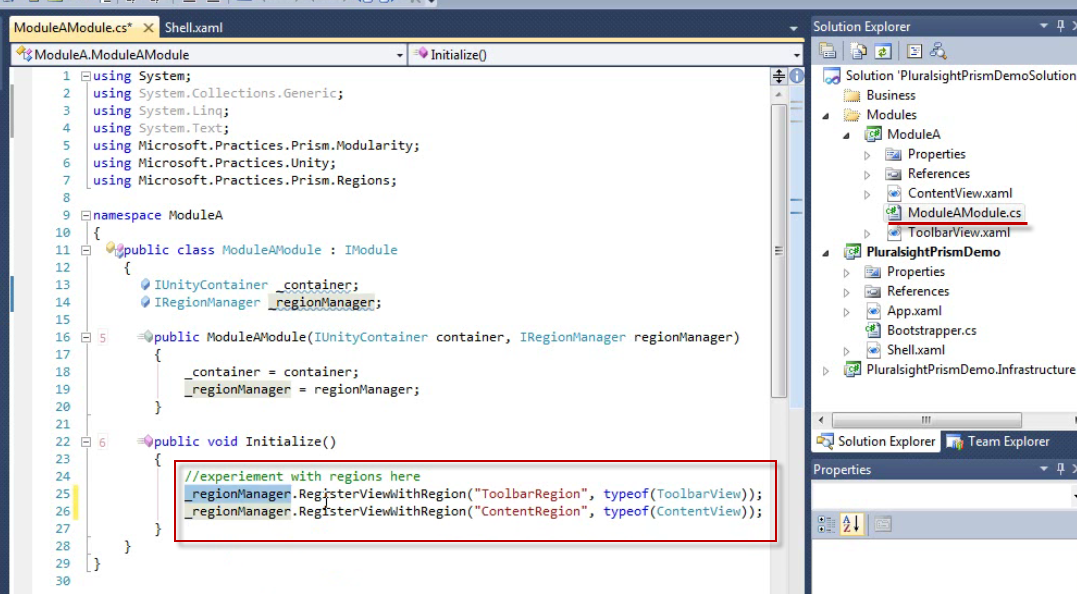 ModuleAModule.cs* Shell.xaml
ModuleA.ModuleAModule Initialize()
1 using System;
2 using System.Collections.Generic;
3 using System.Linq;
4 using System.Text;
5 using Microsoft.Practices.Prism.Modularity;
6 using Microsoft.Practices.Unity;
7 using Microsoft.Practices.Prism.Regions;
8
9 namespace ModuleA
10 {
11 public class ModuleAModule : IModule
12 {
13 IUnityContainer _container;
14 IRegionManager _regionManager;
15
16 5 public ModuleAModule(IUnityContainer container, IRegionManager regionManager)
17 {
18 _container = container;
19 _regionManager = regionManager;
20 }
21
22 6 public void Initialize()
23 {
24 //experiement with regions here
25 _regionManager.RegisterViewWithRegion("ToolbarRegion", typeof(ToolbarView));
26 _regionManager.RegisterViewWithRegion("ContentRegion", typeof(ContentView));
27 }
28 }
29 }
30
Solution Explorer
Solution 'PluralsightPrismDemoSolution
Business
Modules
ModuleA
Properties
References
ContentView.xaml
ModuleAModule.cs
ToolbarView.xaml
PluralsightPrismDemo
Properties
References
App.xaml
Bootstrapper.cs
Shell.xaml
PluralsightPrismDemo.Infrastructure
Solution Explorer Team Explorer
Properties